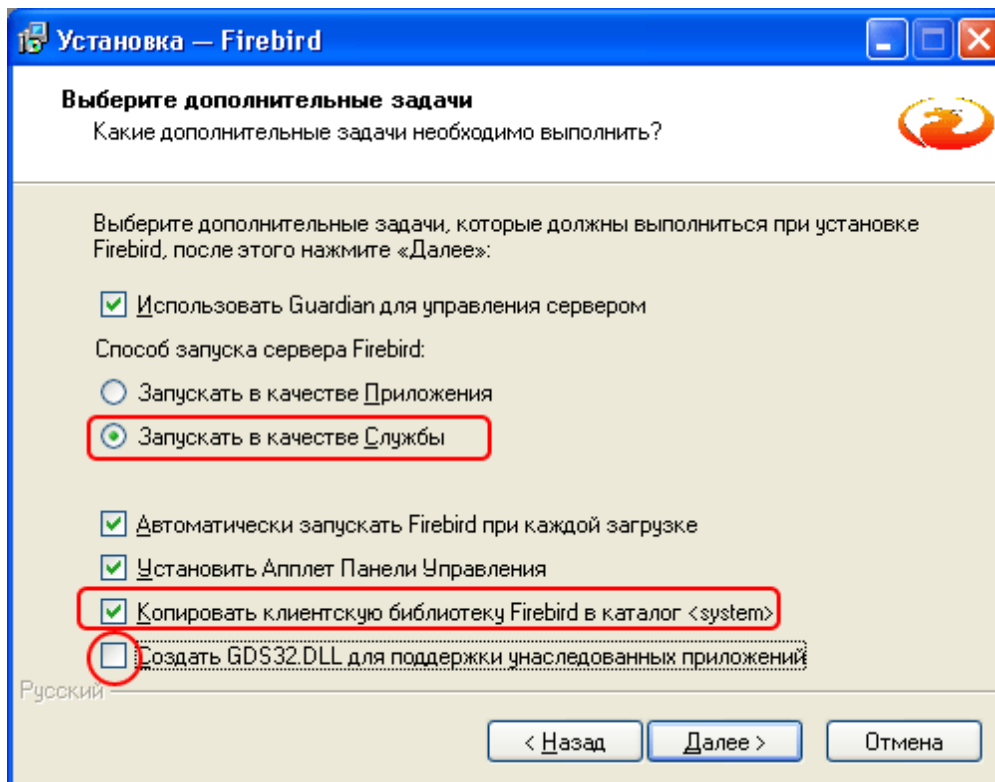 Установка — Firebird
Выберите дополнительные задачи
Какие дополнительные задачи необходимо выполнить?
Выберите дополнительные задачи, которые должны выполниться при установке
Firebird, после этого нажмите «Далее»:
Использовать Guardian для управления сервером
Способ запуска сервера Firebird:
Запускать в качестве Приложения
Запускать в качестве Службы
Автоматически запускать Firebird при каждой загрузке
Установить Апплет Панели Управления
Копировать клиентскую библиотеку Firebird в каталог <system>
Создать GDS32.DLL для поддержки унаследованных приложений
Русский
< Назад
Далее >
Отмена